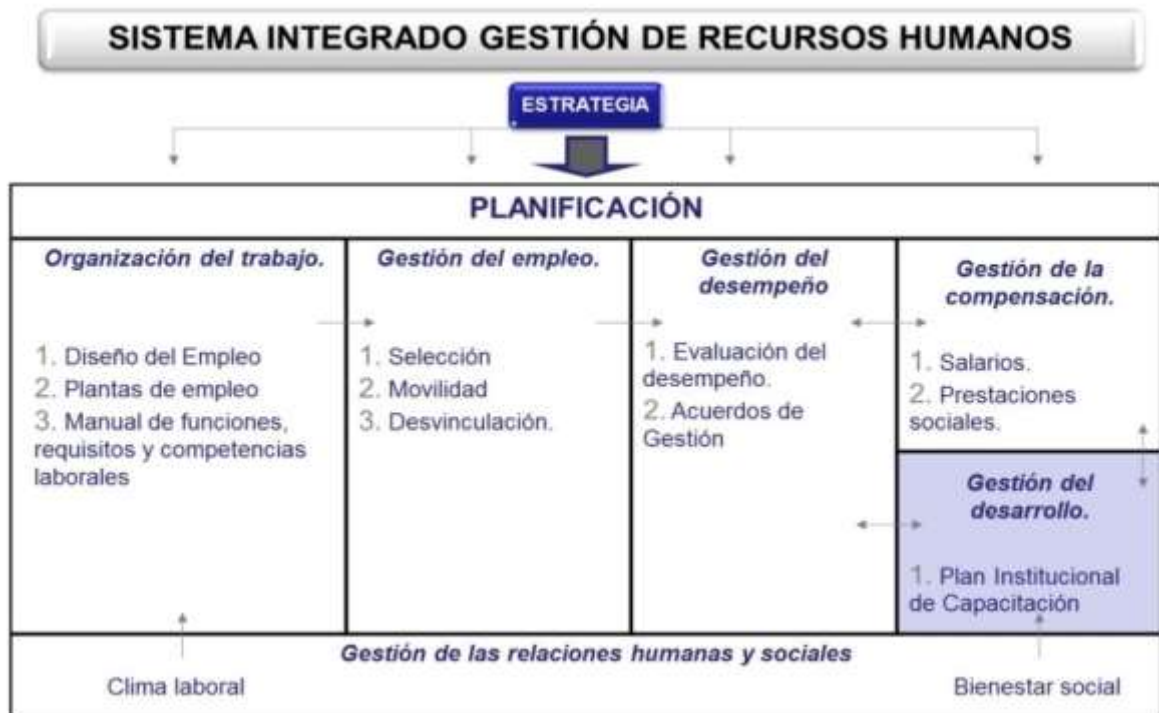 SISTEMA INTEGRADO GESTIÓN DE RECURSOS HUMANOS
ESTRATEGIA
PLANIFICACIÓN
Organización del trabajo.
1. Diseño del Empleo
2. Plantas de empleo
3. Manual de funciones,
requisitos y competencias
laborales
Gestión del empleo.
1. Selección
2. Movilidad
3. Desvinculación.
Gestión del
desempeño
1. Evaluación del
desempeño.
2. Acuerdos de
Gestión
Gestión de la
compensación.
1. Salarios.
2. Prestaciones
sociales.
Gestión del
desarrollo.
1. Plan Institucional
de Capacitación
Gestión de las relaciones humanas y sociales
Clima laboral
Bienestar social